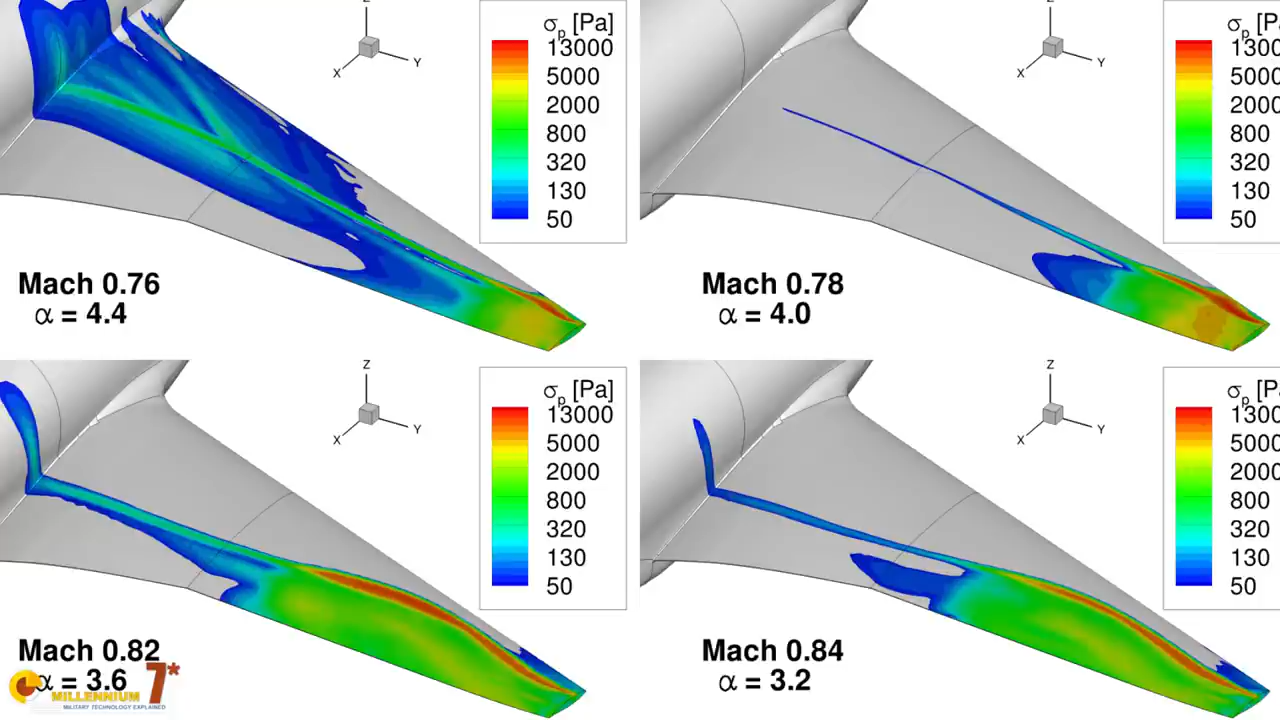 Z
X
Y
σp [Pa]
13000
5000
2000
800
320
130
50
Mach 0.76
α = 4.4
Z
X
Y
σp [Pa
1300
5000
2000
800
320
130
50
Mach 0.78
α = 4.0
Z
X
Y
σp [Pa]
13000
5000
2000
800
320
130
50
Mach 0.82
α = 3.6
MILLENNIUM 7*
MILITARY TECHNOLOGY EXPLAINED
Z
X
Y
σp [Pa
1300
5000
2000
800
320
130
50
Mach 0.84
α = 3.2